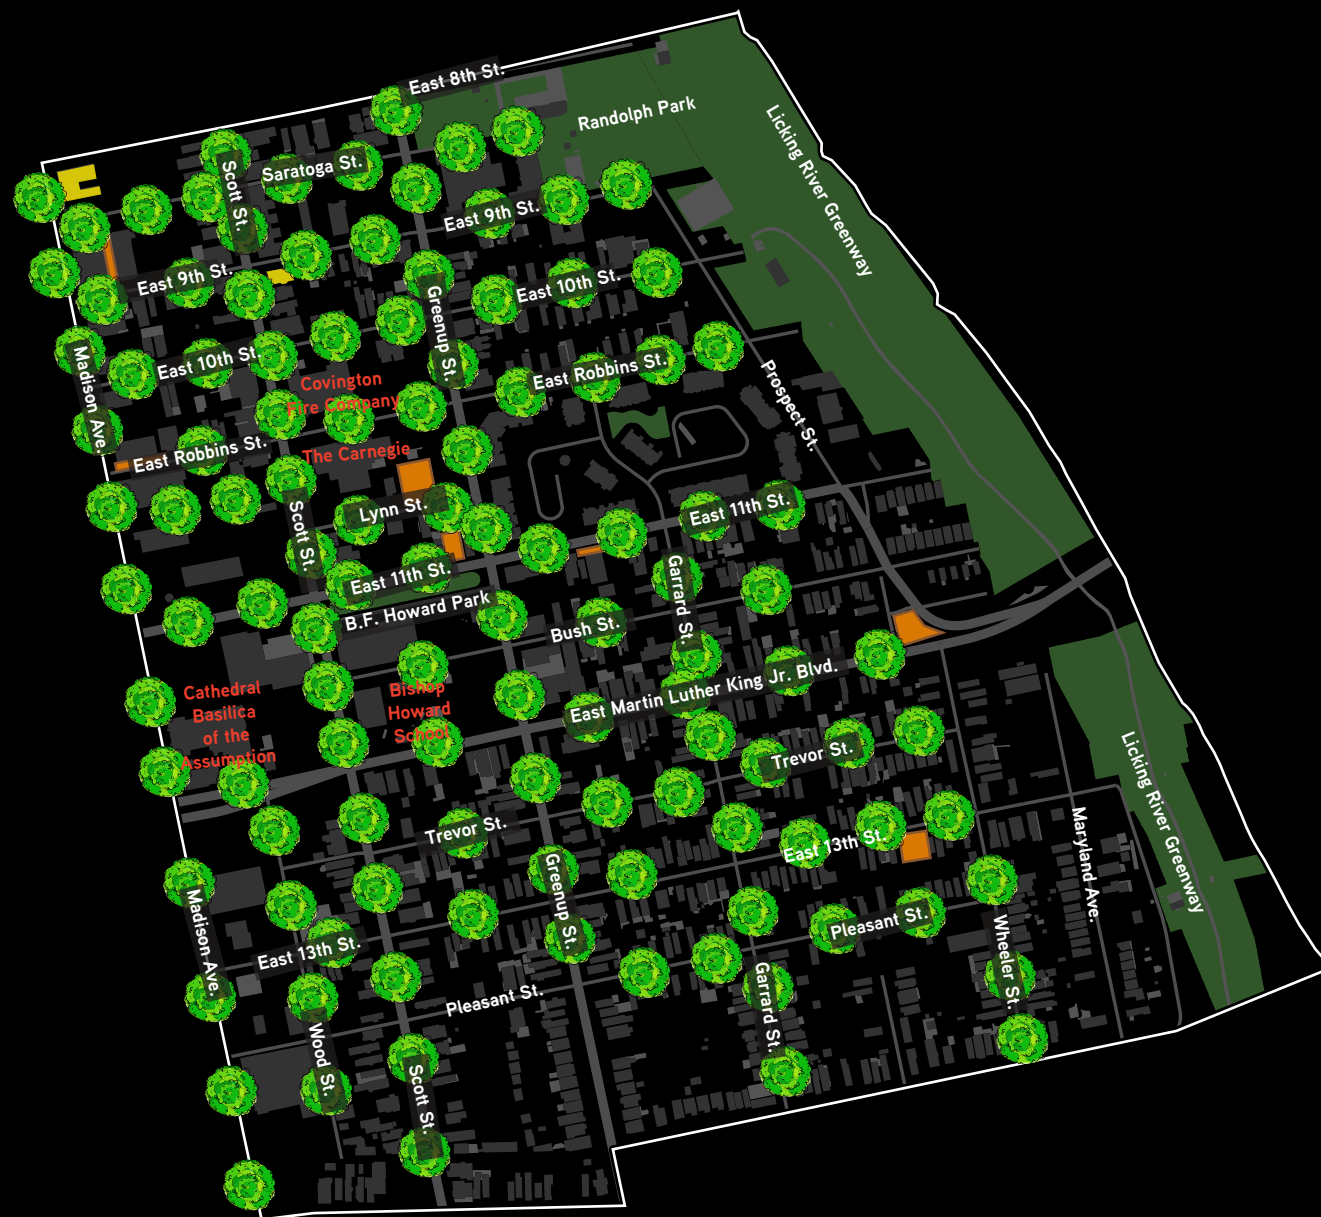 East 8th St.
Randolph Park
Saratoga St.
Scott St.
Licking River Greenway
East 9th St.
East 9th St.
East 10th St.
Greenup St.
East 10th St.
Madison Ave.
East Robbins St.
Prospect St.
Covington
Fire Company
The Carnegie
East Robbins St.
Lynn St.
East 11th St.
Scott St.
East 11th St.
Garrard St.
B.F. Howard Park
Bush St.
East Martin Luther King Jr. Blvd.
Cathedral
Basilica
of the
Assumption
Bishop
Howard
School
Trevor St.
Licking River Greenway
Trevor St.
East 13th St.
Maryland Ave.
Greenup St.
Madison Ave.
Pleasant St.
East 13th St.
Wheeler St.
Pleasant St.
Garrard St.
Wood St.
Scott St.